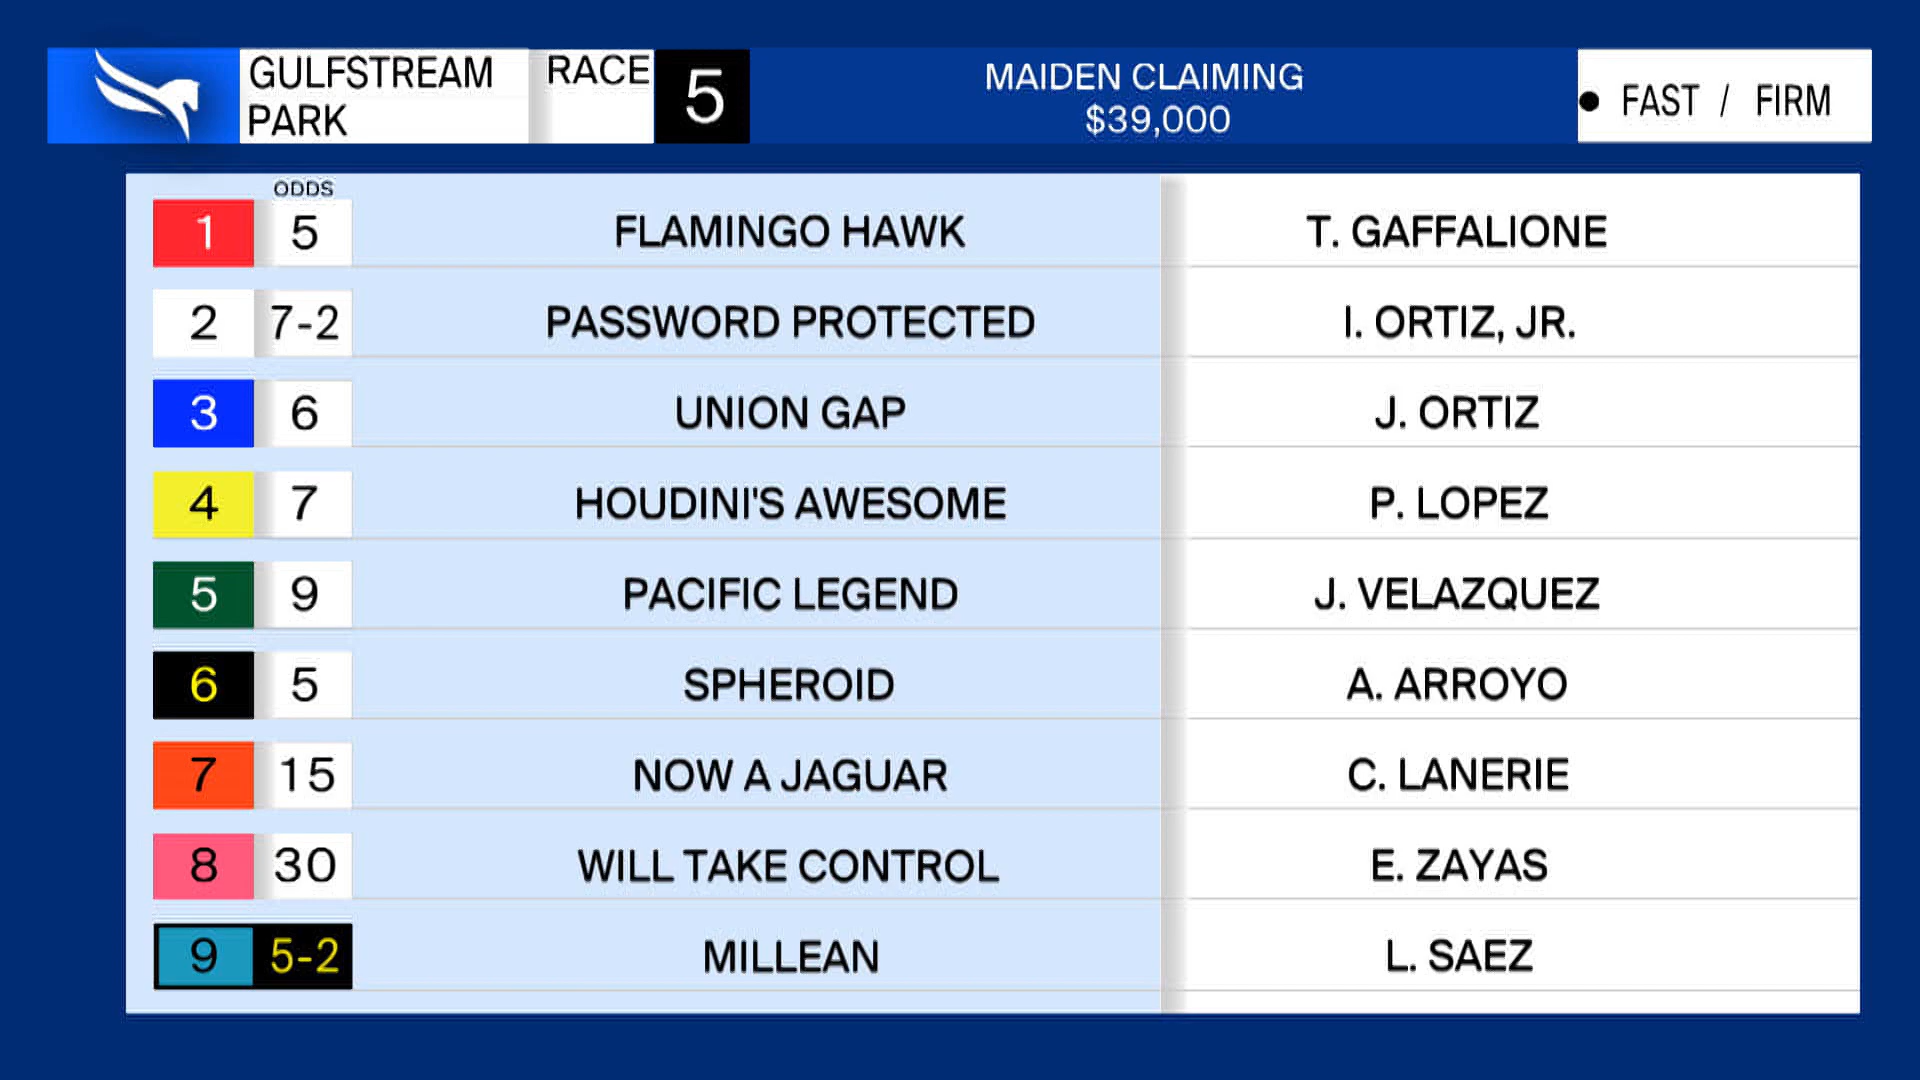 GULFSTREAM PARK RACE 5
MAIDEN CLAIMING
$39,000
• FAST / FIRM
ODDS
1 5 FLAMINGO HAWK T. GAFFALIONE
2 7-2 PASSWORD PROTECTED I. ORTIZ, JR.
3 6 UNION GAP J. ORTIZ
4 7 HOUDINI'S AWESOME P. LOPEZ
5 9 PACIFIC LEGEND J. VELAZQUEZ
6 5 SPHEROID A. ARROYO
7 15 NOW A JAGUAR C. LANERIE
8 30 WILL TAKE CONTROL E. ZAYAS
9 5-2 MILLEAN L. SAEZ